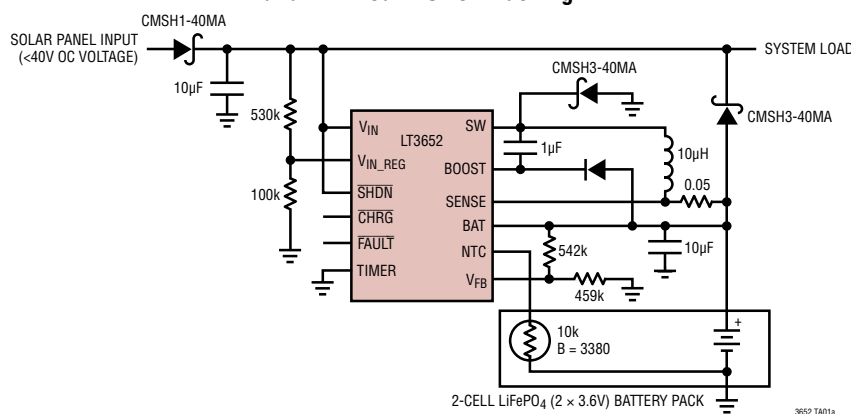 CMSH1-40MA
SOLAR PANEL INPUT
(<40V OC VOLTAGE)
SYSTEM LOAD
10µF
530k
100k
CMSH3-40MA
CMSH3-40MA
LT3652
VIN
VIN_REG
SHDN
CHRG
FAULT
TIMER
SW
BOOST
SENSE
BAT
NTC
VFB
1µF
10µH
0.05
542k
10µF
459k
10k
B = 3380
+
2-CELL LiFePO4 (2 × 3.6V) BATTERY PACK
3652 TA01a